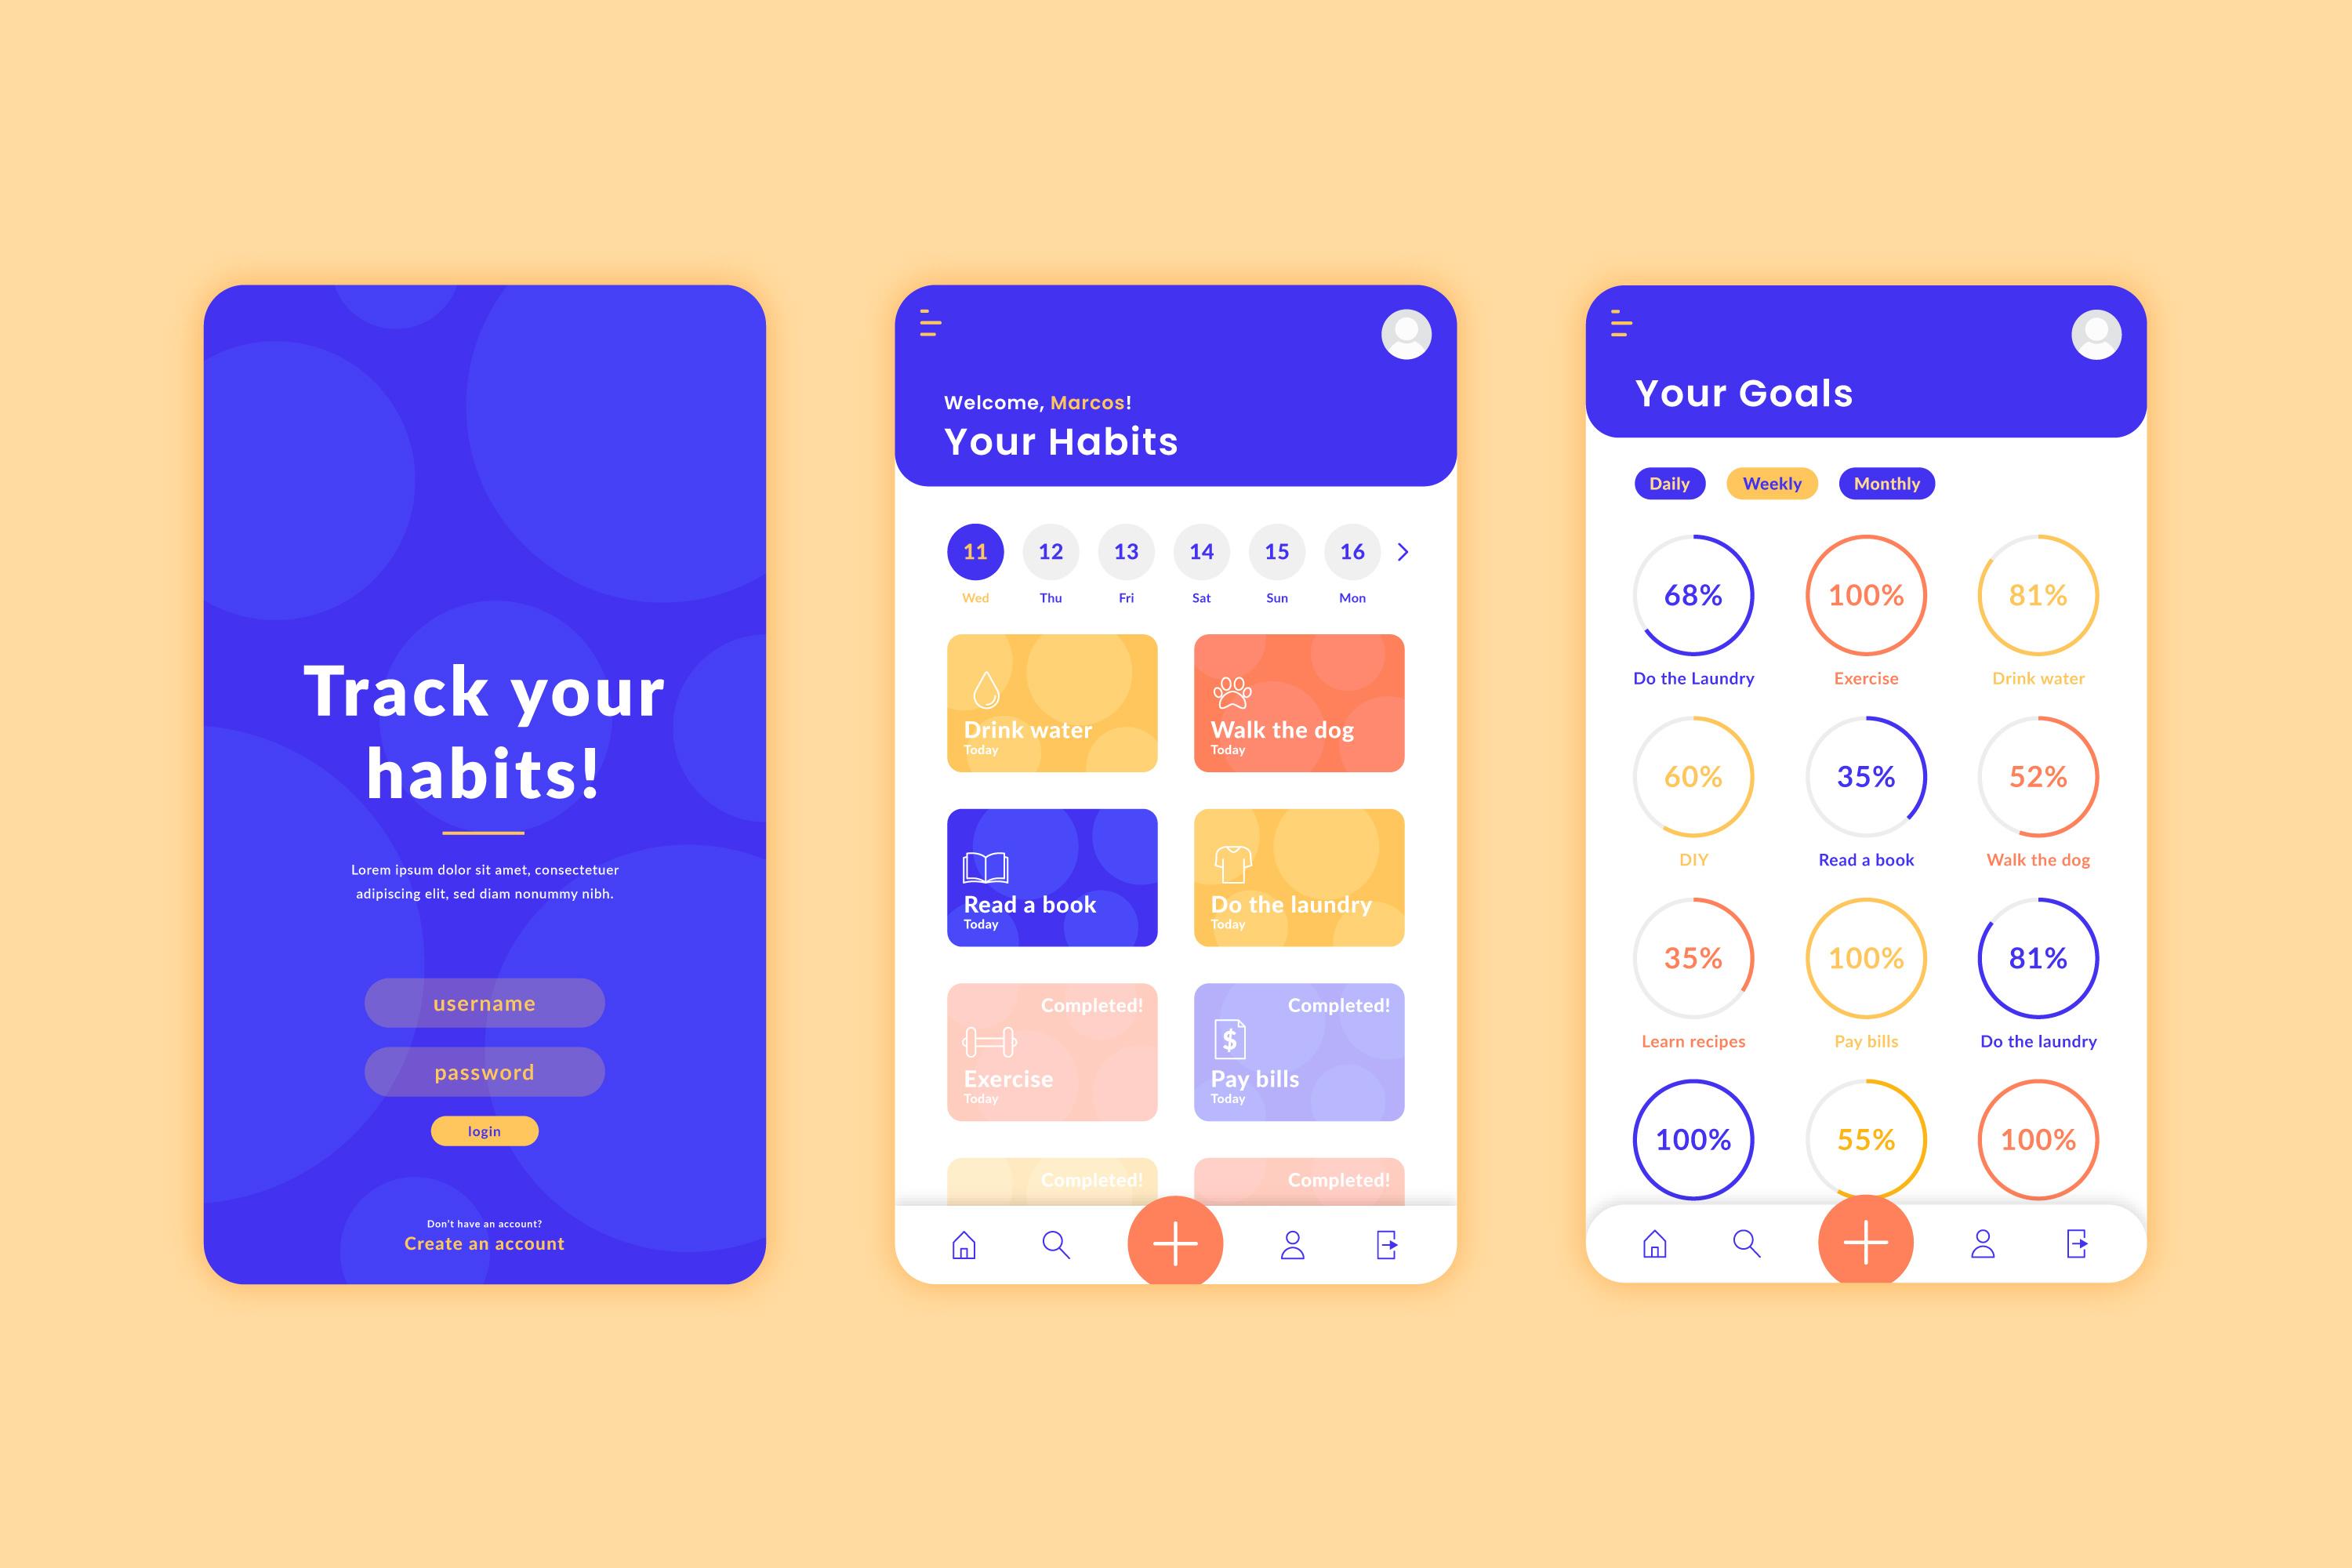 Track your
habits!
Lorem ipsum dolor sit amet, consectetuer
adipiscing elit, sed diam nonummy nibh.
username
password
login
Don't have an account?
Create an account
Welcome, Marcos!
Your Habits
11 12 13 14 15 16
Wed Thu Fri Sat Sun Mon
Drink water
Today
Walk the dog
Today
Read a book
Today
Do the laundry
Today
Completed!
Exercise
Today
Completed!
$
Pay bills
Today
Completed!
Completed!
Your Goals
Daily Weekly Monthly
68% 100% 81%
Do the Laundry Exercise Drink water
60% 35% 52%
DIY Read a book Walk the dog
35% 100% 81%
Learn recipes Pay bills Do the laundry
100% 55% 100%